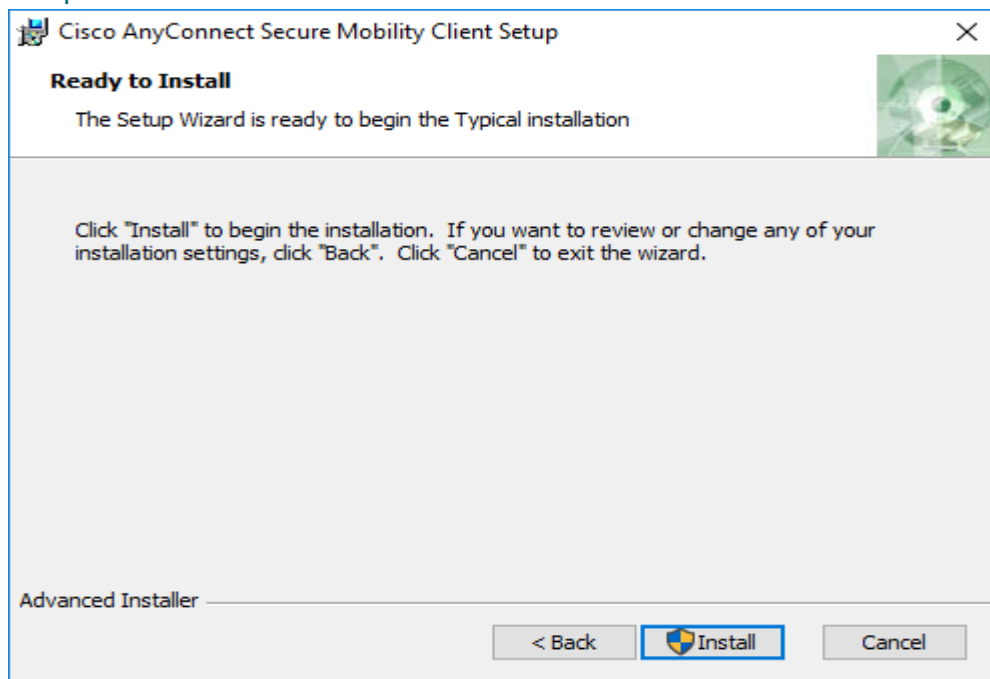 Cisco AnyConnect Secure Mobility Client Setup
Ready to Install
The Setup Wizard is ready to begin the Typical installation
Click "Install" to begin the installation.  If you want to review or change any of your
installation settings, click "Back".  Click "Cancel" to exit the wizard.
Advanced Installer
< Back
Install
Cancel